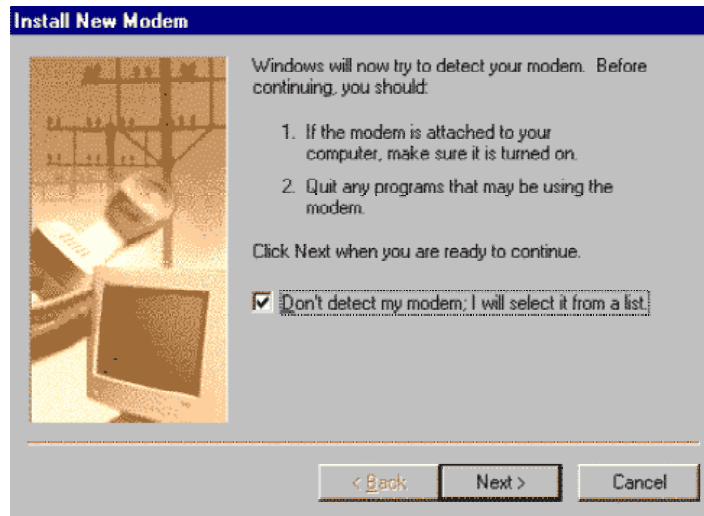 Install New Modem
Windows will now try to detect your modem. Before
continuing, you should:
1. If the modem is attached to your
computer, make sure it is turned on.
2. Quit any programs that may be using the
modem.
Click Next when you are ready to continue.
Don't detect my modem; I will select it from a list.
< Back
Next >
Cancel